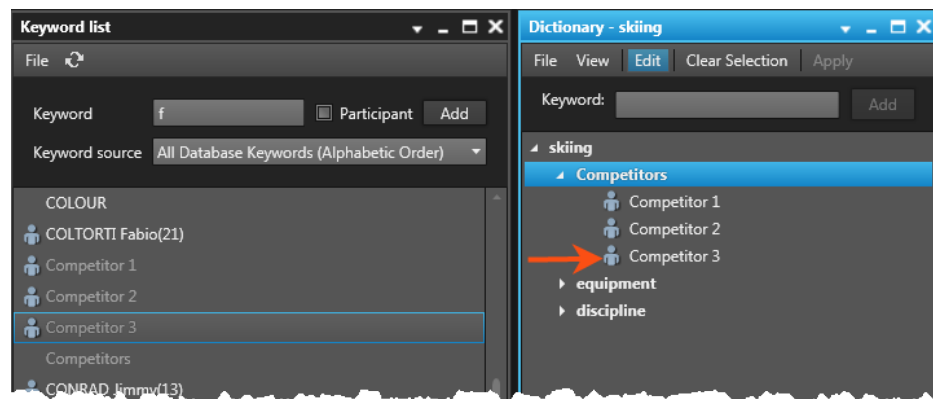 Keyword list
File
Keyword f Participant Add
Keyword source All Database Keywords (Alphabetic Order)
COLOUR
COLTORTI Fabio(21)
Competitor 1
Competitor 2
Competitor 3
Competitors
CONRAD Jimmy(13)
Dictionary - skiing
File View Edit Clear Selection Apply
Keyword: Add
skiing
Competitors
Competitor 1
Competitor 2
Competitor 3
equipment
discipline